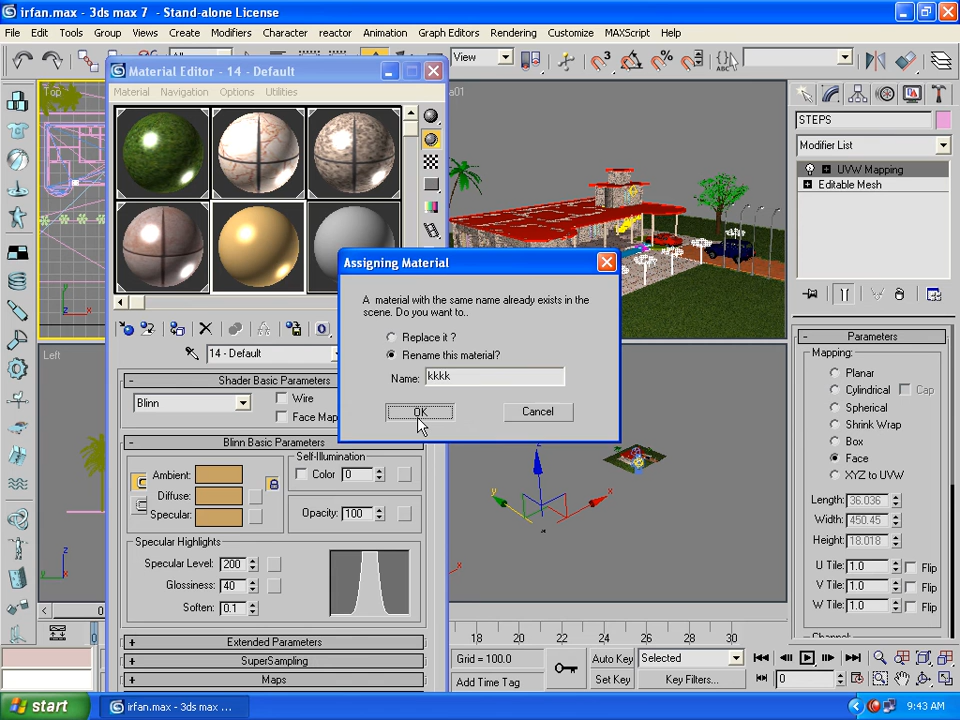 irfan.max - 3ds max 7 - Stand-alone License
File Edit Tools Group Views Create Modifiers Character reactor Animation Graph Editors Rendering Customize MAXScript Help
View
ABC
Material Editor - 14 - Default
Material Navigation Options Utilities
Top
a01
STEPS
Modifier List
UVW Mapping
Editable Mesh
Assigning Material
A material with the same name already exists in the
scene. Do you want to..
Replace it ?
Rename this material?
Name: kkkk
OK Cancel
14 - Default
Left
Shader Basic Parameters
Blinn
Wire
Face Map
Blinn Basic Parameters
Ambient:
Diffuse:
Specular:
Self-Illumination
Color 0
Opacity: 100
Specular Highlights
Specular Level: 200
Glossiness: 40
Soften: 0.1
Extended Parameters
SuperSampling
Maps
Parameters
Mapping:
Planar
Cylindrical Cap
Spherical
Shrink Wrap
Box
Face
XYZ to UVW
Length: 36.036
Width: 450.45
Height: 18.018
U Tile: 1.0 Flip
V Tile: 1.0 Flip
W Tile: 1.0 Flip
z
y
x
z
y
x
x
0
18 20 22 24 26 28 30
Grid = 100.0
Add Time Tag
Auto Key Selected
Set Key Key Filters...
0
start
irfan.max - 3ds max ...
9:43 AM